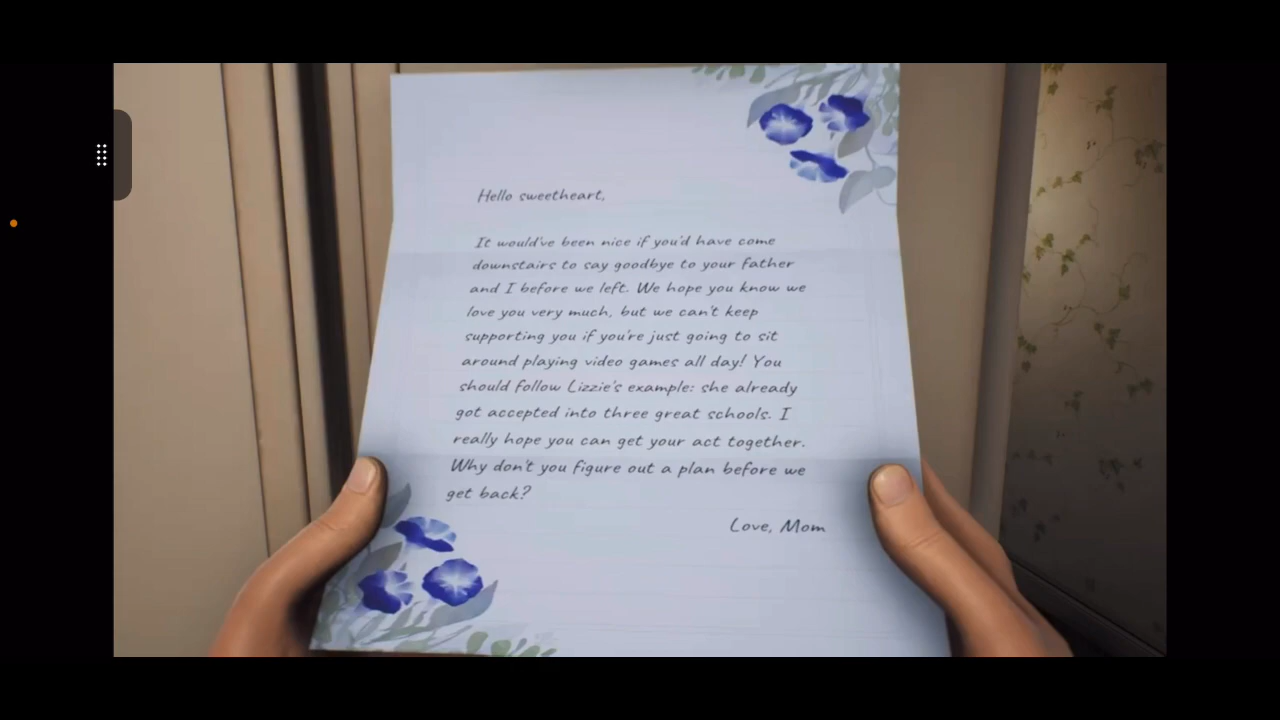 Hello sweetheart,
It would've been nice if you'd have come
downstairs to say goodbye to your father
and I before we left. We hope you know we
love you very much, but we can't keep
supporting you if you're just going to sit
around playing video games all day! You
should follow Lizzie's example: she already
got accepted into three great schools. I
really hope you can get your act together.
Why don't you figure out a plan before we
get back?
Love, Mom